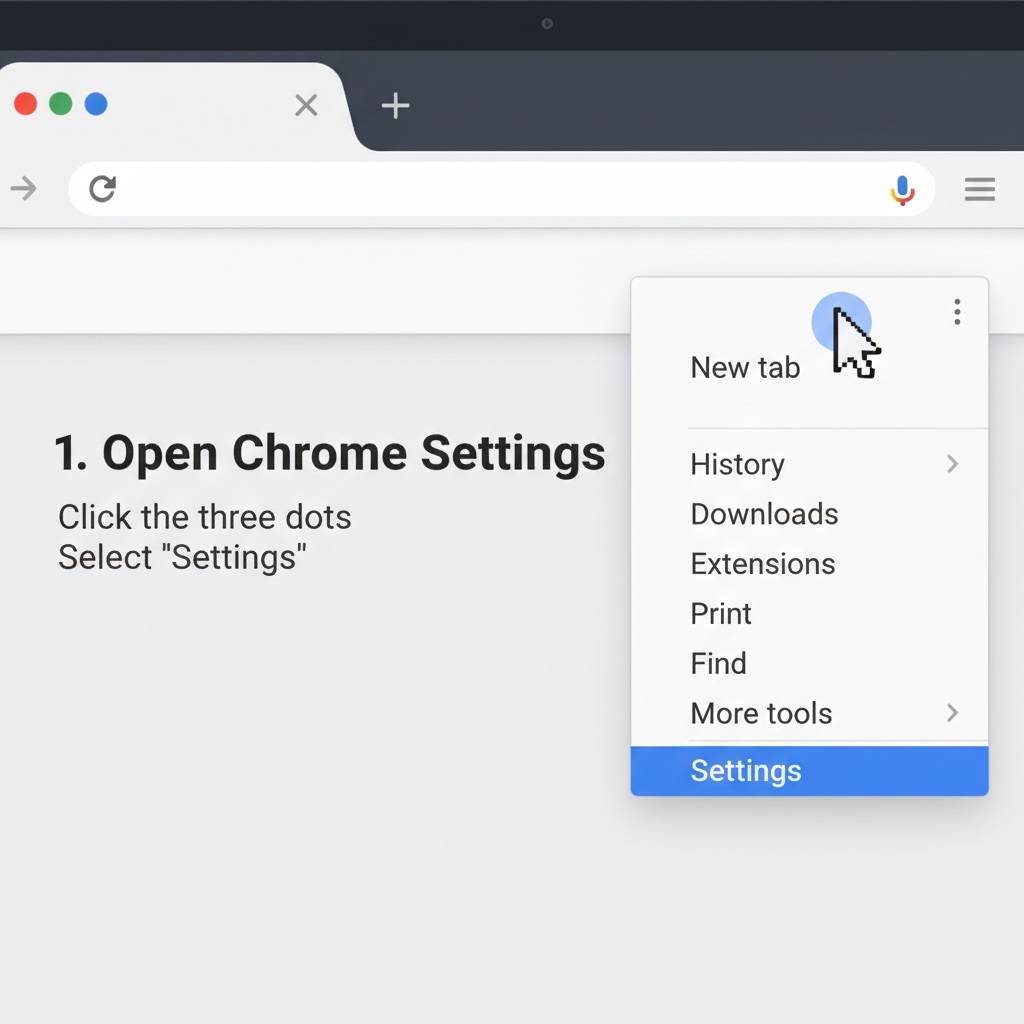 1. Open Chrome Settings
Click the three dots
Select "Settings"
New tab
History
Downloads
Extensions
Print
Find
More tools
Settings